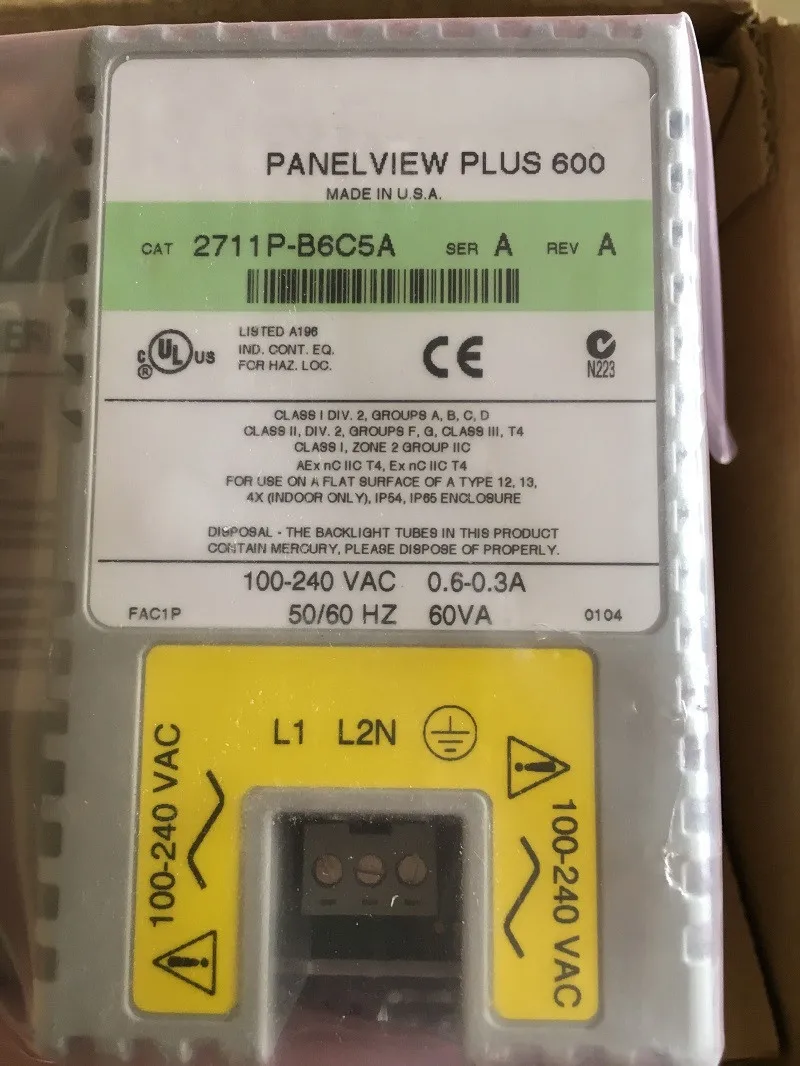 PANELVIEW PLUS 600
MADE IN U.S.A.
CAT 2711P-B6C5A SER A REV A
C UL US
®
LISTED A196
IND. CONT. EQ.
FOR HAZ. LOC.
CE
N223
CLASS I DIV. 2, GROUPS A, B, C, D
CLASS II, DIV. 2, GROUPS F, G, CLASS III, T4
CLASS I, ZONE 2 GROUP IIC
AEx nC IIC T4, Ex nC IIC T4
FOR USE ON A FLAT SURFACE OF A TYPE 12, 13,
4X (INDOOR ONLY), IP54, IP65 ENCLOSURE
DISPOSAL - THE BACKLIGHT TUBES IN THIS PRODUCT
CONTAIN MERCURY, PLEASE DISPOSE OF PROPERLY.
100-240 VAC 0.6-0.3A
FAC1P 50/60 HZ 60VA 0104
L1 L2N
100-240 VAC
100-240 VAC